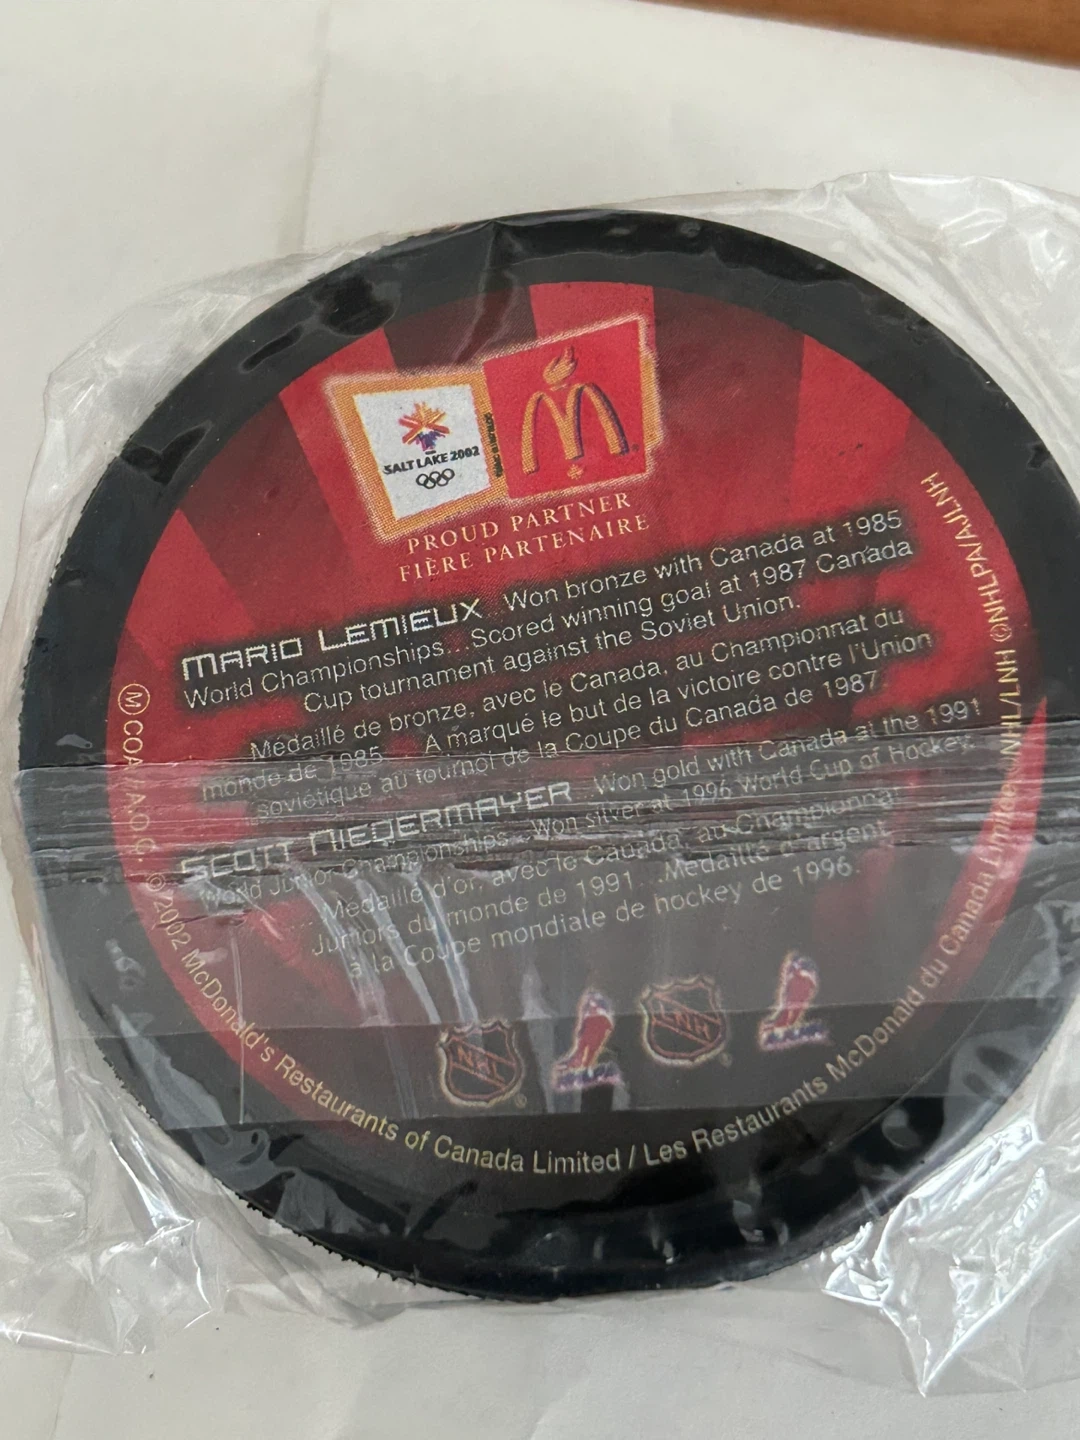 SALT LAKE 2002
PROUD PARTNER
FIÈRE PARTENAIRE
MARIO LEMIEUX Won bronze with Canada at 1985
World Championships...Scored winning goal at 1987 Canada
Cup tournament against the Soviet Union.
Médaillé de bronze, avec le Canada, au Championnat du
monde de 1985... A marqué le but de la victoire contre l'Union
soviétique au tournoi de la Coupe du Canada de 1987.
SCOTT NIEDERMAYER Won gold with Canada at the 1991
World Junior Championships...Won silver at 1996 World Cup of Hockey.
Médaillé d'or, avec le Canada, au Championnat
Juniors du monde de 1991...Médaillé d'argent
à la Coupe mondiale de hockey de 1996.
NHL
NHLPA
LNH
AJLNH
Ⓜ COA/A.O.C. © 2002 McDonald's Restaurants of Canada Limited / Les Restaurants McDonald du Canada Limitée © NHL/LNH © NHLPA/AJLNH